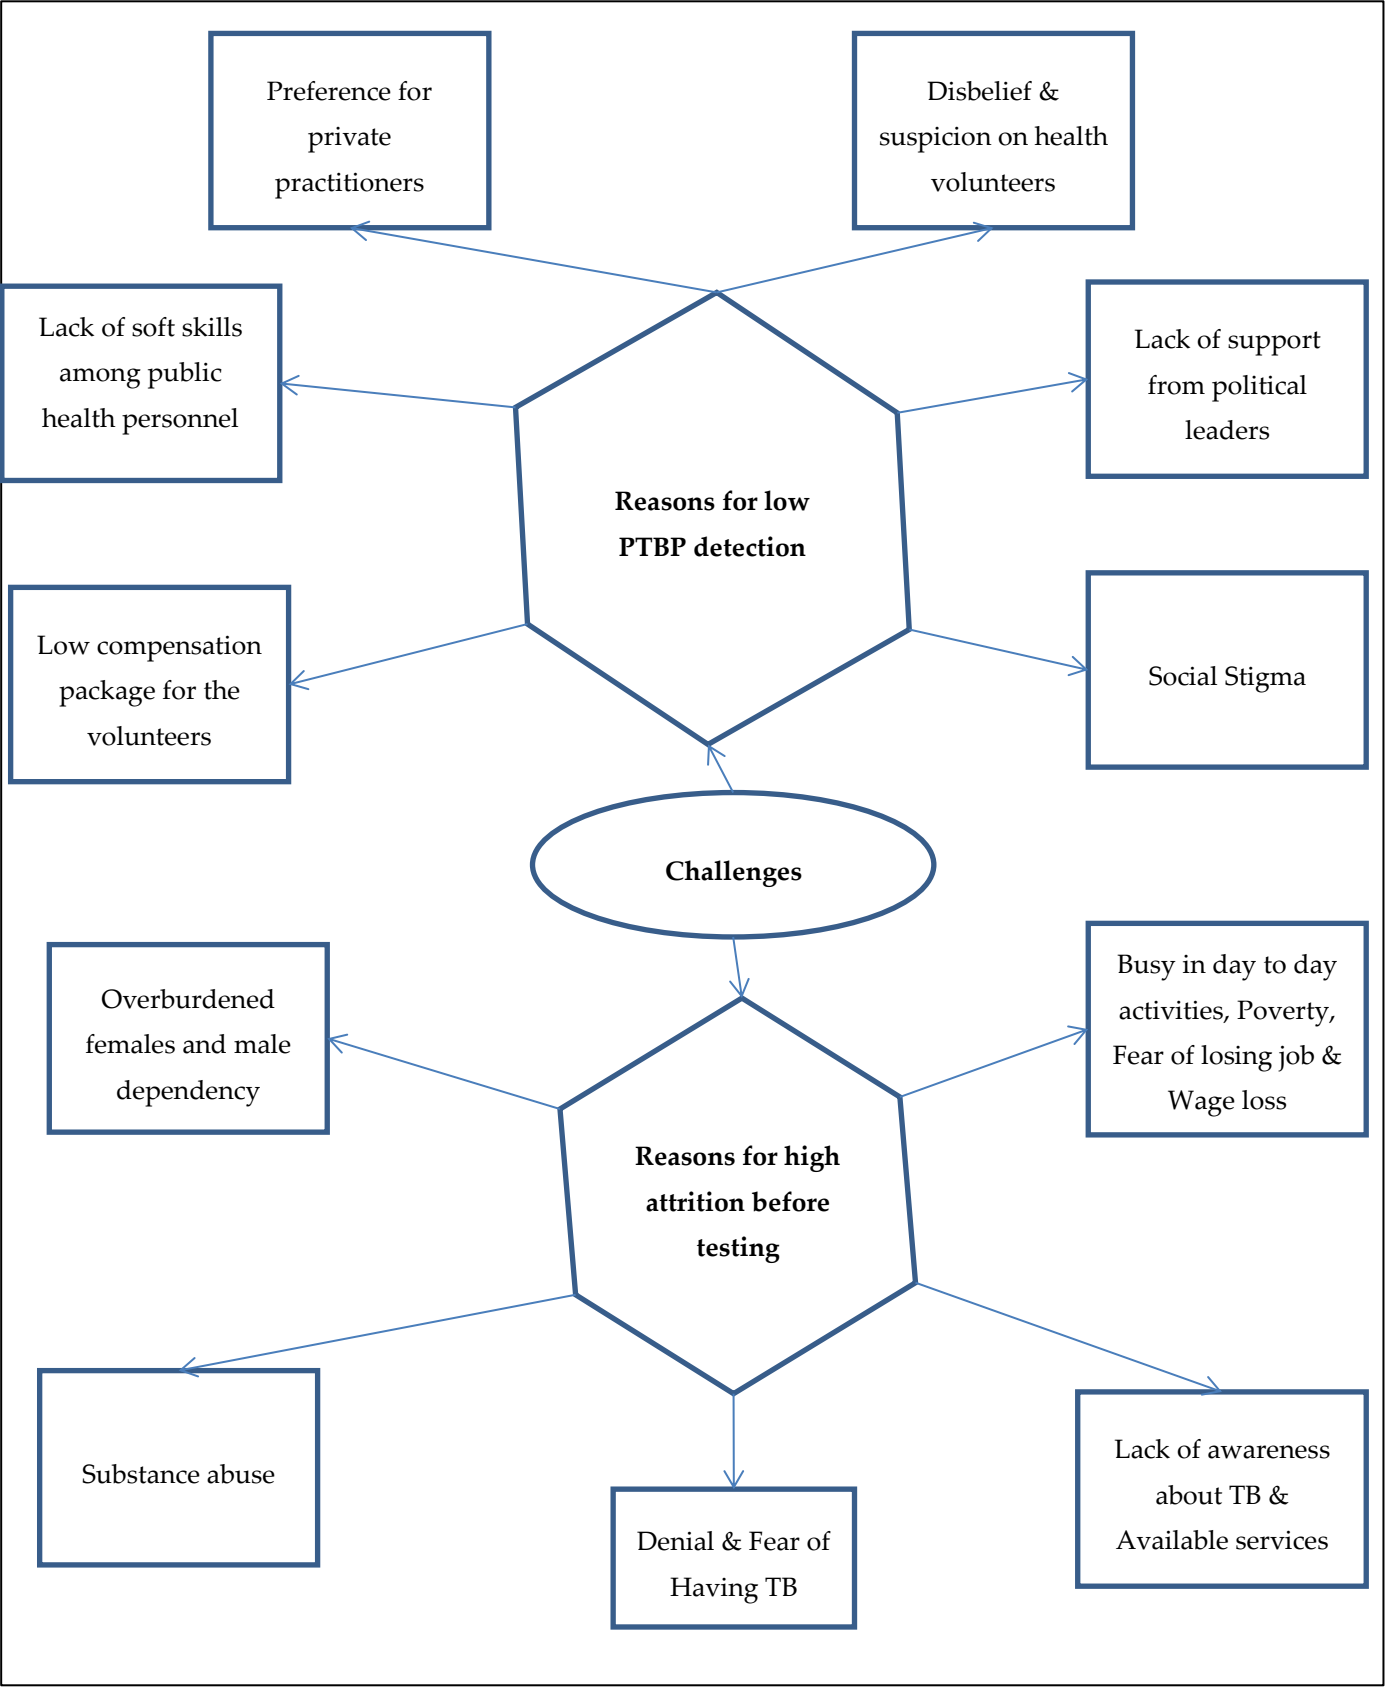 Preference for
private
practitioners
Disbelief &
suspicion on health
volunteers
Lack of soft skills
among public
health personnel
Lack of support
from political
leaders
Reasons for low
PTBP detection
Low compensation
package for the
volunteers
Social Stigma
Challenges
Overburdened
females and male
dependency
Busy in day to day
activities, Poverty,
Fear of losing job &
Wage loss
Reasons for high
attrition before
testing
Substance abuse
Denial & Fear of
Having TB
Lack of awareness
about TB &
Available services